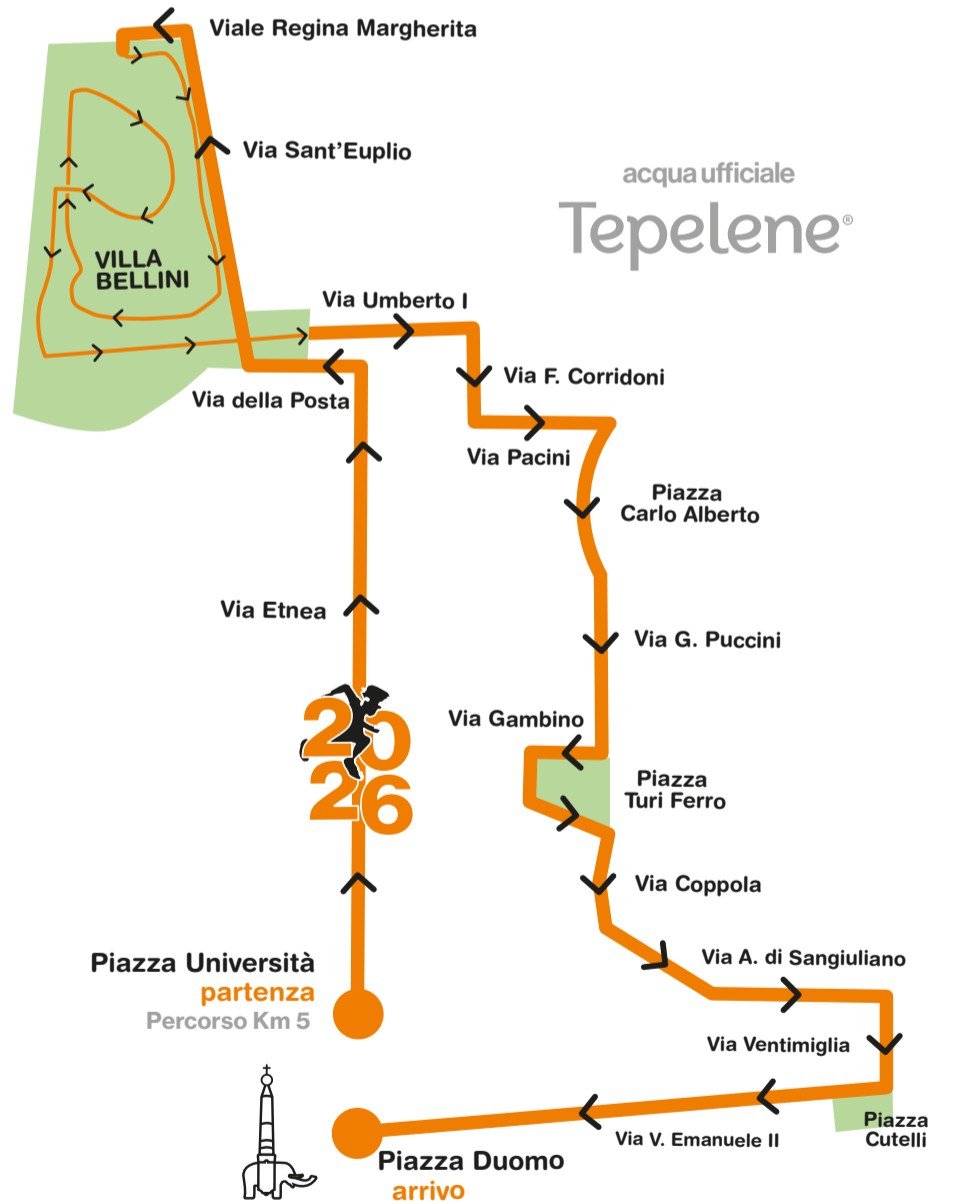 Viale Regina Margherita
Via Sant'Euplio
acqua ufficiale
Tepelene®
VILLA
BELLINI
Via Umberto I
Via F. Corridoni
Via della Posta
Via Pacini
Piazza
Carlo Alberto
Via Etnea
Via G. Puccini
Via Gambino
20
26
Piazza
Turi Ferro
Via Coppola
Via A. di Sangiuliano
Piazza Università
partenza
Percorso Km 5
Via Ventimiglia
Piazza
Cutelli
Via V. Emanuele II
Piazza Duomo
arrivo